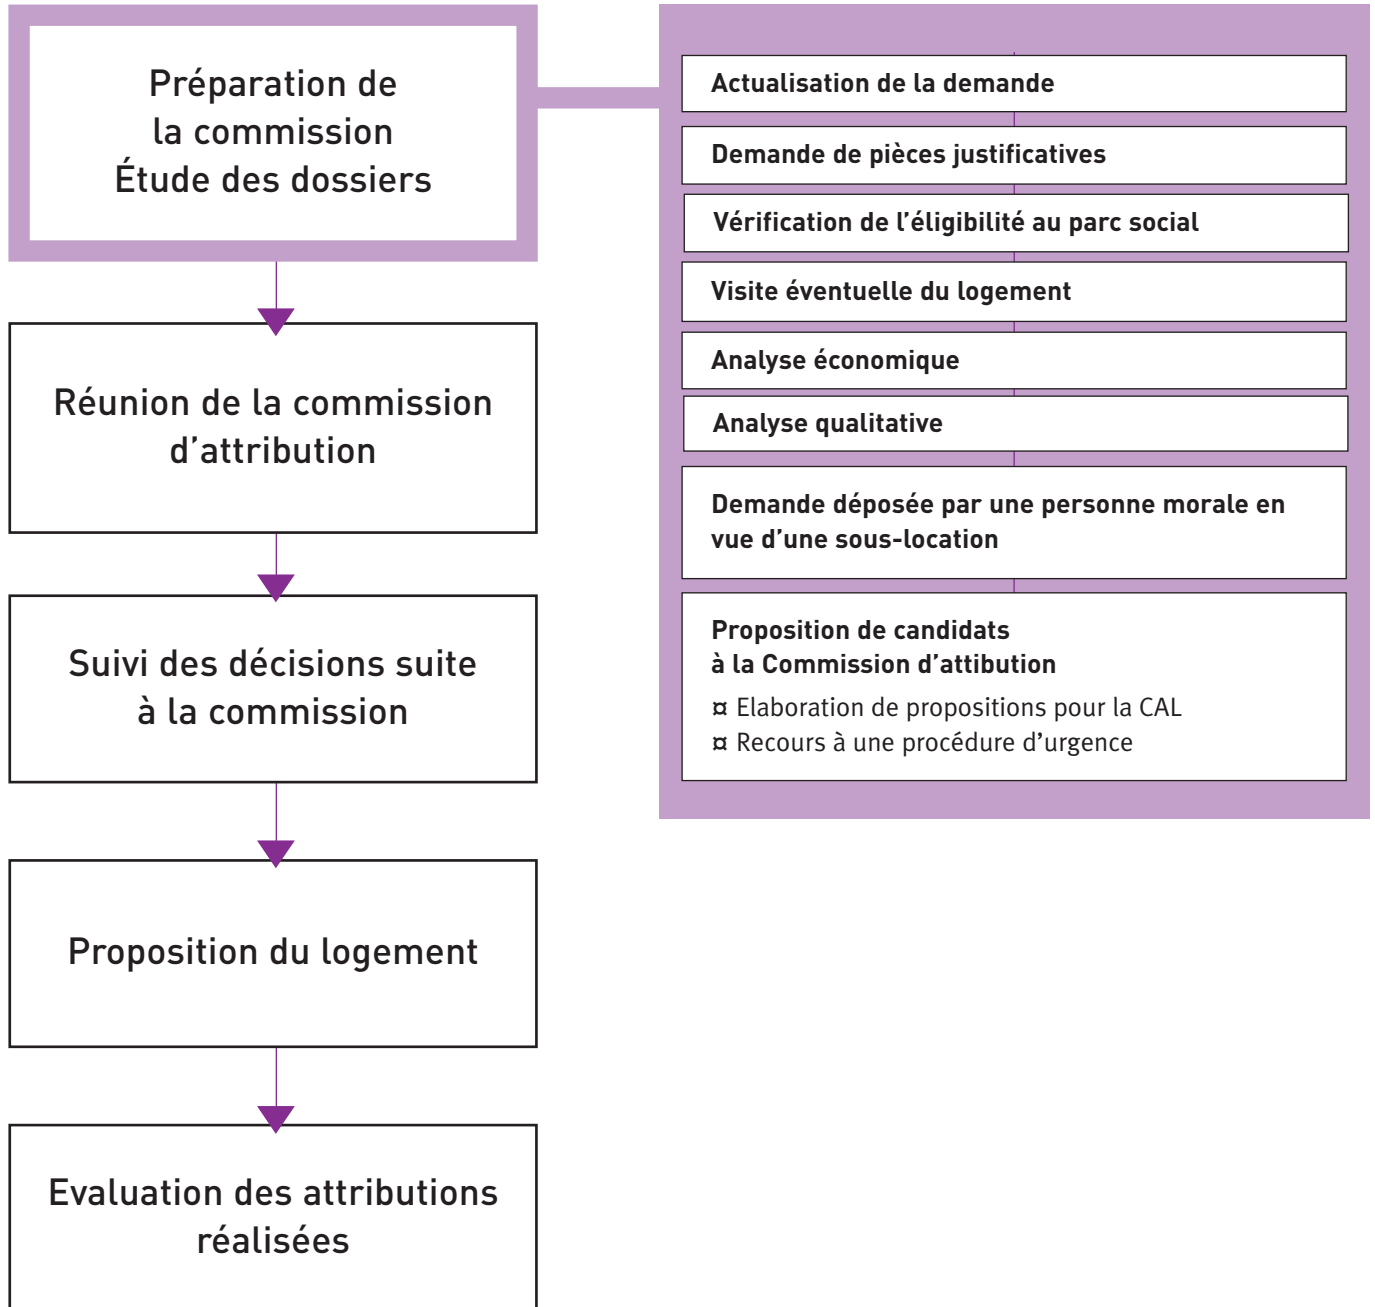 Préparation de
la commission
Étude des dossiers
Réunion de la commission
d’attribution
Suivi des décisions suite
à la commission
Proposition du logement
Evaluation des attributions
réalisées
Actualisation de la demande
Demande de pièces justificatives
Vérification de l’éligibilité au parc social
Visite éventuelle du logement
Analyse économique
Analyse qualitative
Demande déposée par une personne morale en
vue d’une sous-location
Proposition de candidats
à la Commission d’attibution
¤ Elaboration de propositions pour la CAL
¤ Recours à une procédure d’urgence